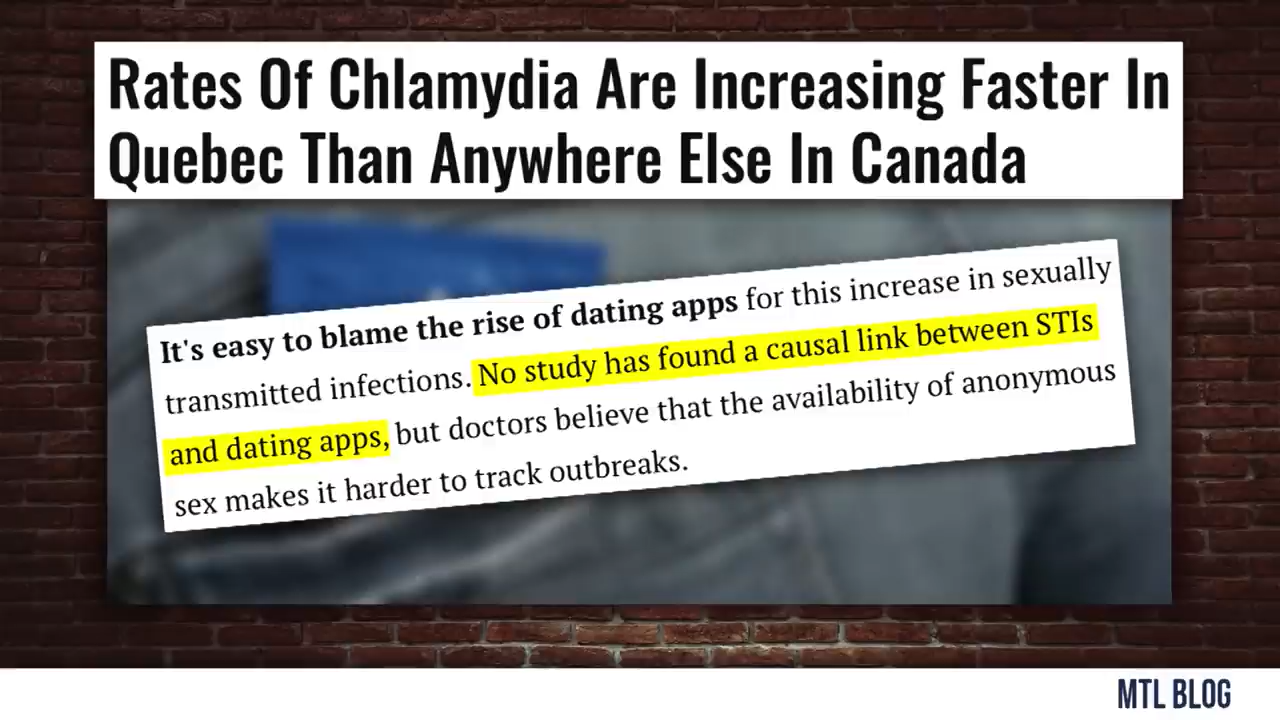 Rates Of Chlamydia Are Increasing Faster In
Quebec Than Anywhere Else In Canada
It's easy to blame the rise of dating apps for this increase in sexually
transmitted infections. No study has found a causal link between STIs
and dating apps, but doctors believe that the availability of anonymous
sex makes it harder to track outbreaks.
MTL BLOG